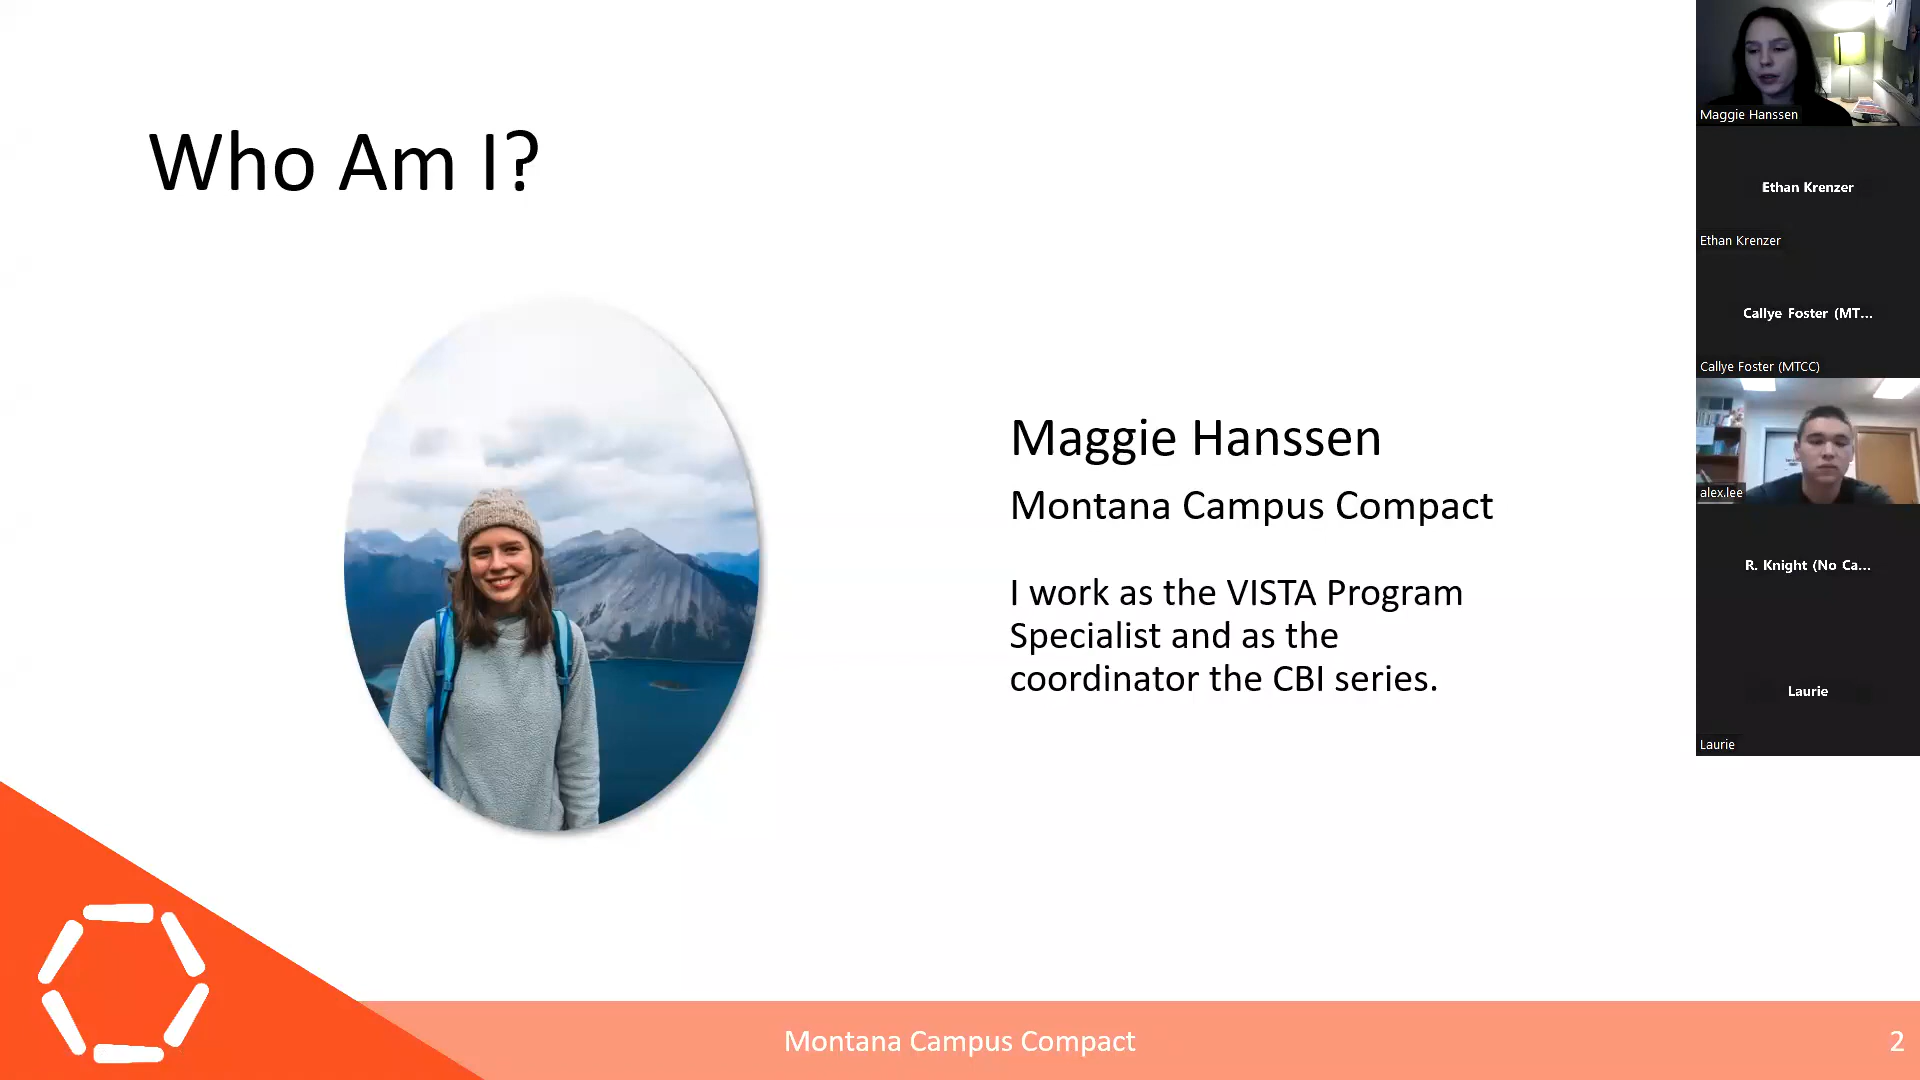 Who Am I?
Maggie Hanssen
Montana Campus Compact
I work as the VISTA Program
Specialist and as the
coordinator the CBI series.
Montana Campus Compact
2
Maggie Hanssen
Ethan Krenzer
Ethan Krenzer
Callye Foster (MT...
Callye Foster (MTCC)
alex.lee
R. Knight (No Ca...
Laurie
Laurie